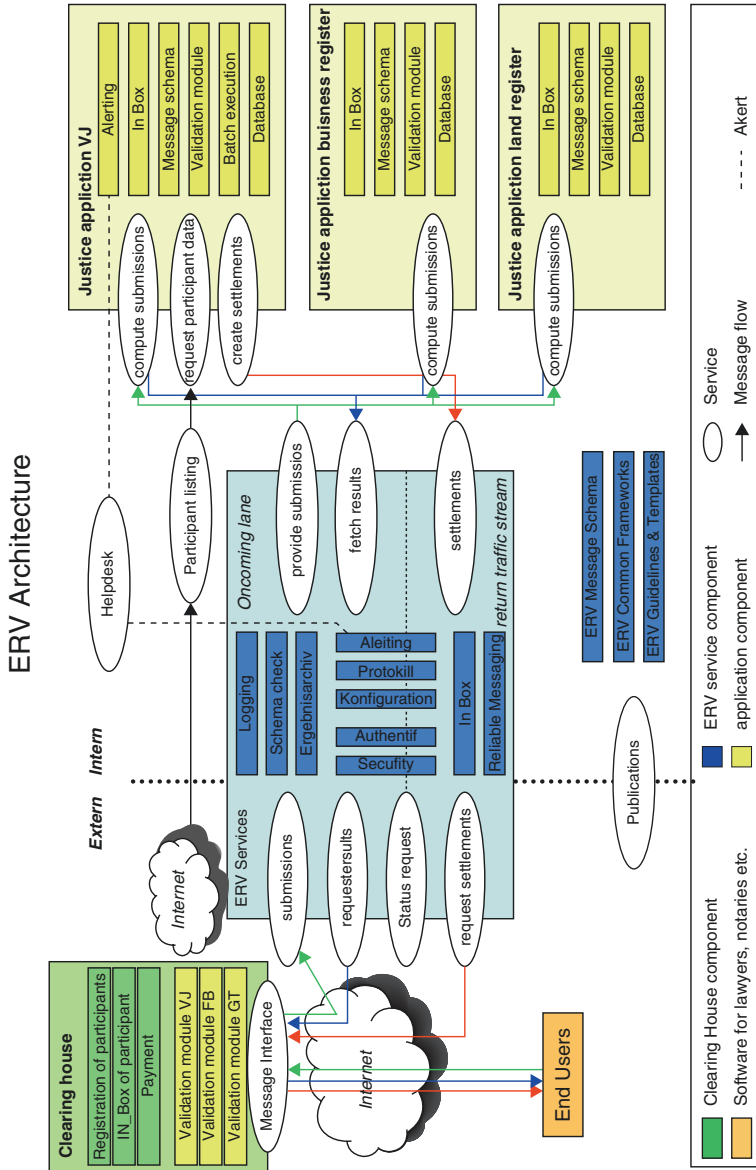 ERV Architecture
Extern
Intern
Clearing house
Registration of participants
IN_Box of participant
Payment
Validation module VJ
Validation module FB
Validation module GT
Message Interface
Internet
End Users
Internet
ERV Services
submissions
requestersults
Status request
request settlements
Logging
Schema check
Ergebnisarchiv
Secufity
Authentif
Konfiguration
Protokill
Aleiting
In Box
Reliable Messaging
Oncoming lane
return traffic stream
provide submissios
fetch results
settlements
Helpdesk
Participant listing
Publications
ERV Message Schema
ERV Common Frameworks
ERV Guidelines & Templates
Justice appliction VJ
compute submissions
request participant data
create settlements
Alerting
In Box
Message schema
Validation module
Batch execution
Database
Justice appliction buisness register
compute submissions
In Box
Message schema
Validation module
Database
Justice appliction land register
compute submissions
In Box
Message schema
Validation module
Database
Clearing House component
Software for lawyers, notaries etc.
ERV service component
application component
Service
Message flow
Akert